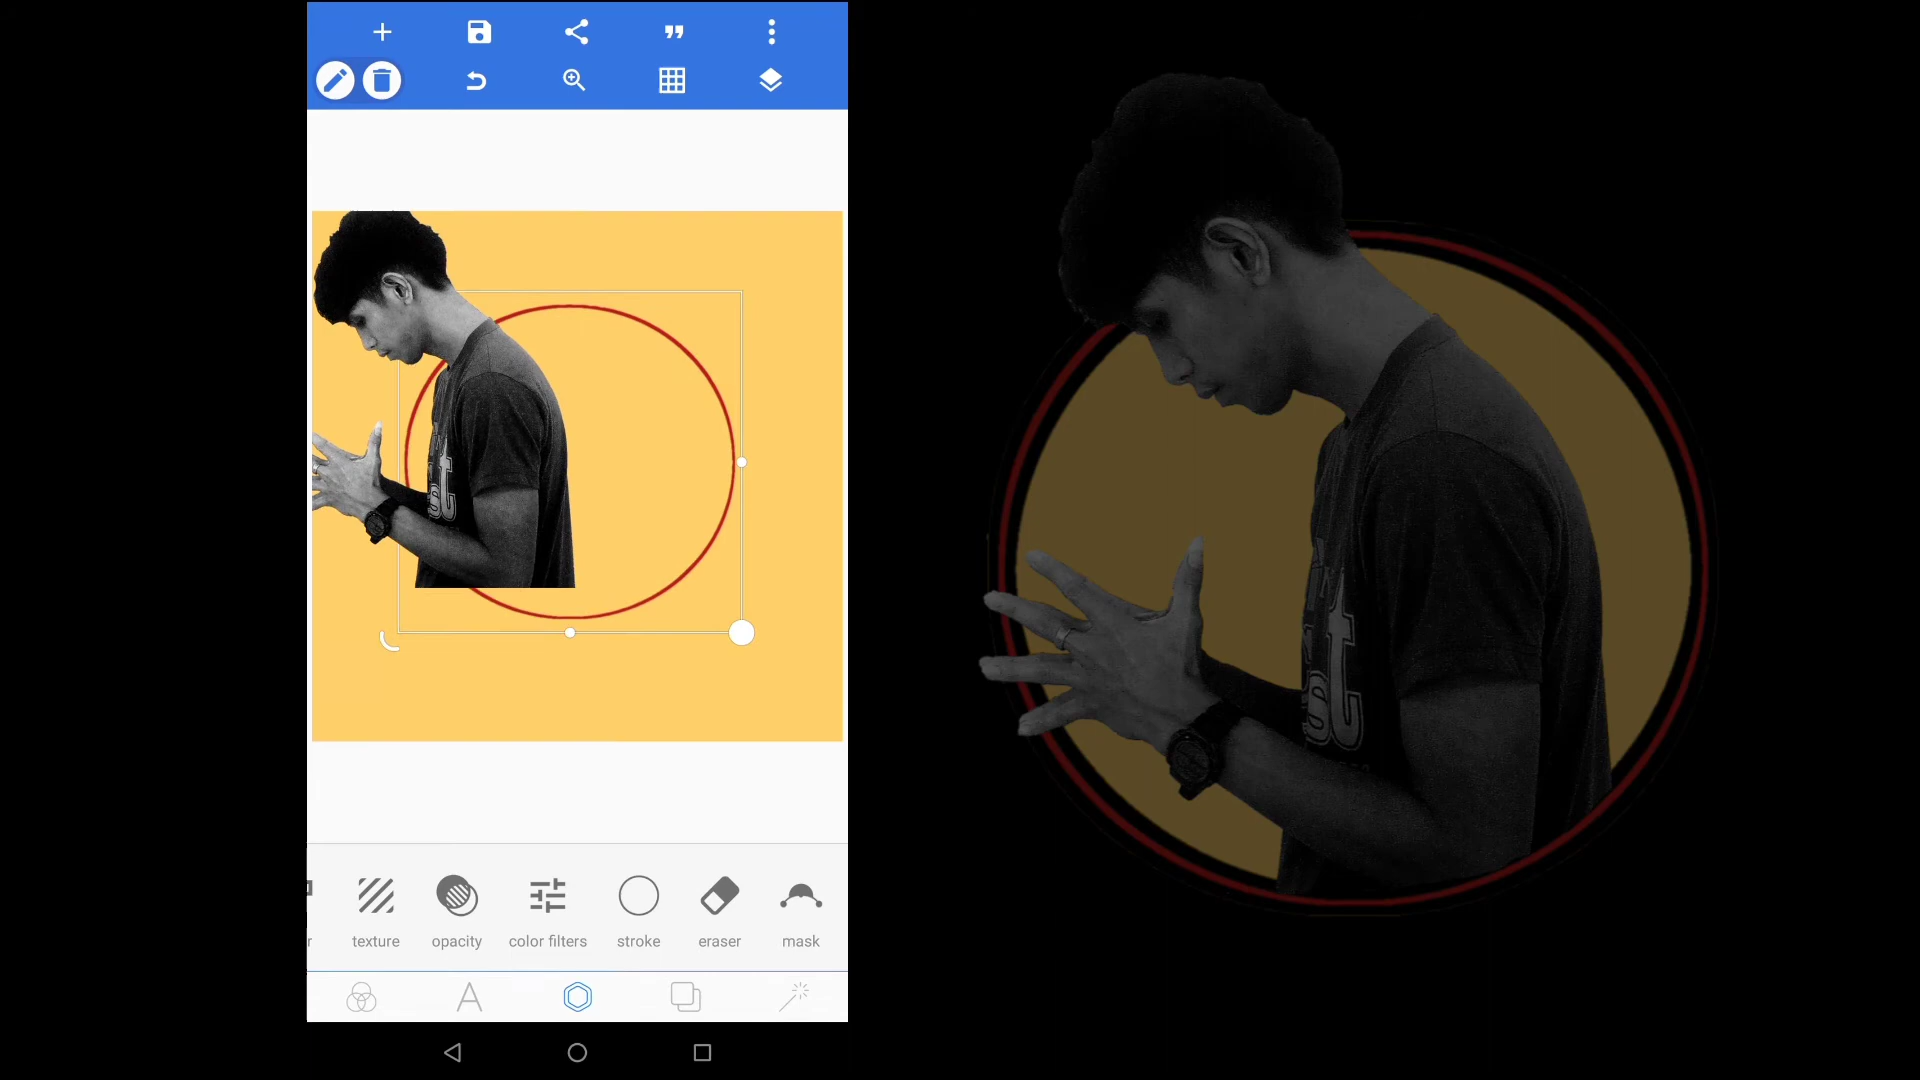 texture
opacity
color filters
stroke
eraser
mask